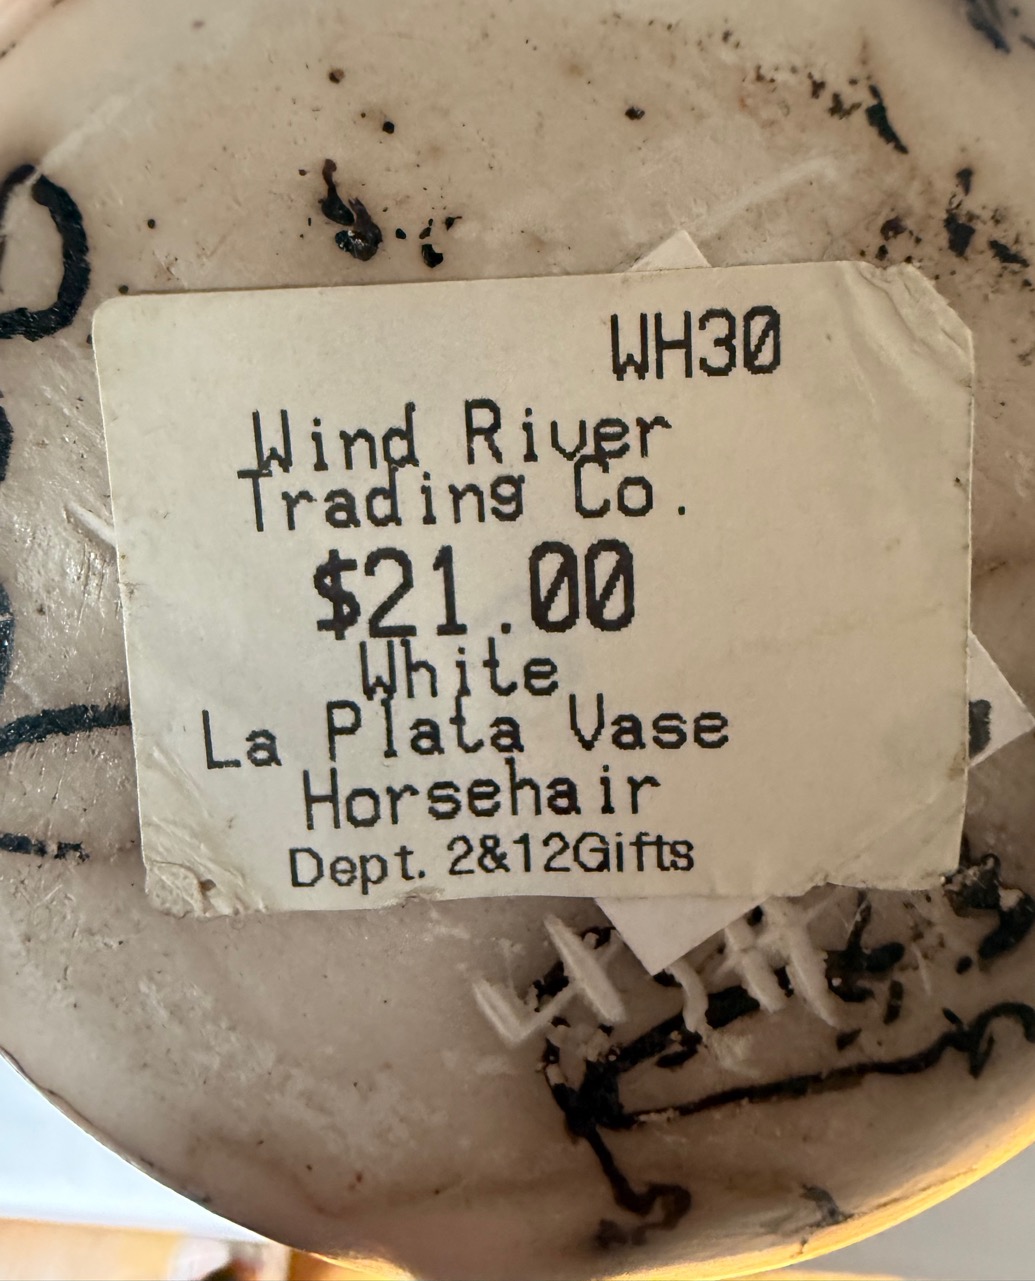 WH30
Wind River
Trading Co.
$21.00
White
La Plata Vase
Horsehair
Dept. 2&12Gifts